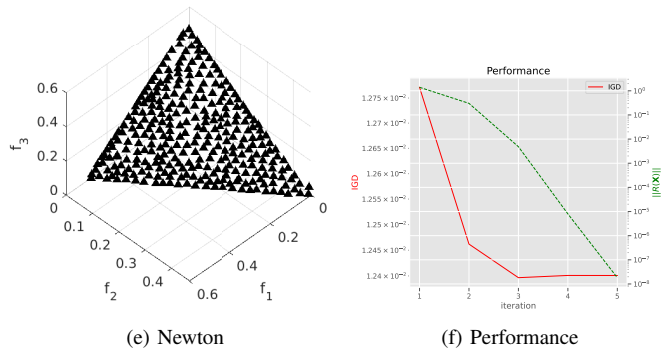 0.6
0.4
f3
0.2
0
0
0
0.1
0.2
0.2
0.3
0.4
f2
0.4
f1
0.6
(e) Newton
Performance
IGD
1.275 × 10⁻²
1.27 × 10⁻²
1.265 × 10⁻²
1.26 × 10⁻²
1.255 × 10⁻²
1.25 × 10⁻²
1.245 × 10⁻²
1.24 × 10⁻²
IGD
10⁰
10⁻¹
10⁻²
10⁻³
10⁻⁴
10⁻⁵
10⁻⁶
10⁻⁷
10⁻⁸
||R(X)||
1 2 3 4 5
iteration
(f) Performance